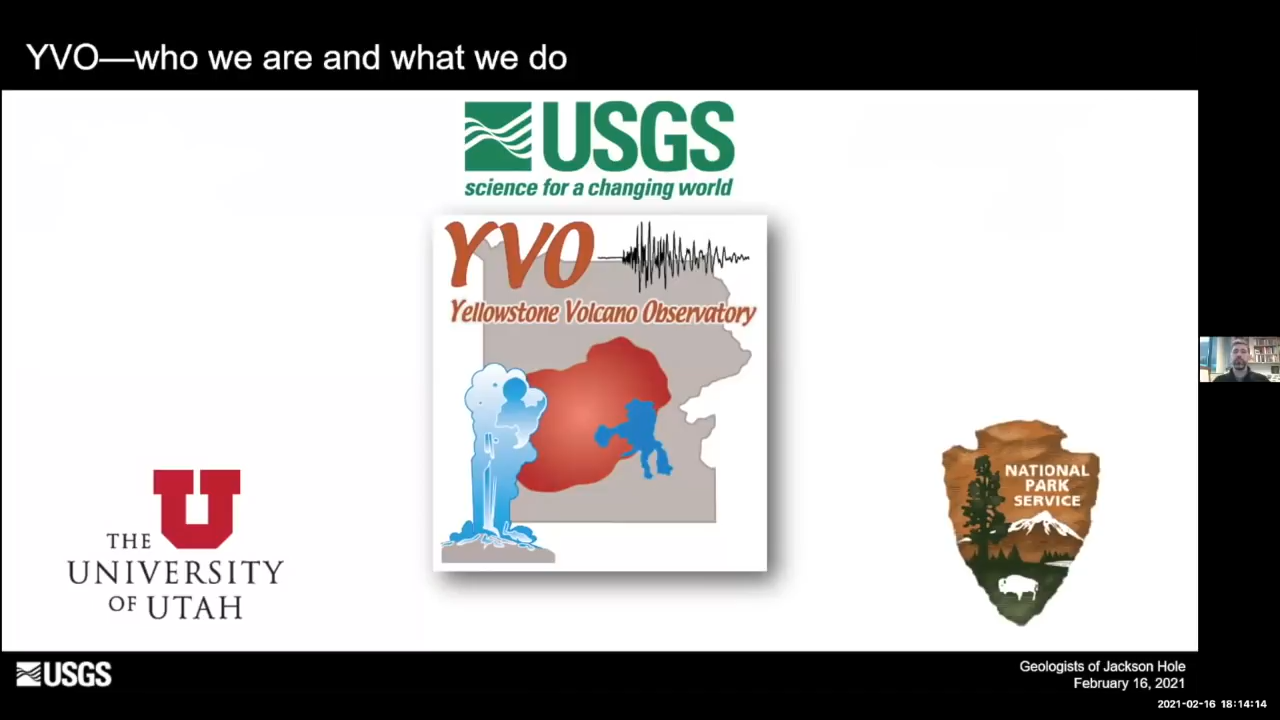 YVO—who we are and what we do
USGS
science for a changing world
YVO
Yellowstone Volcano Observatory
THE
UNIVERSITY
OF UTAH
NATIONAL
PARK
SERVICE
USGS
Geologists of Jackson Hole
February 16, 2021
2021-02-16 18:14:14